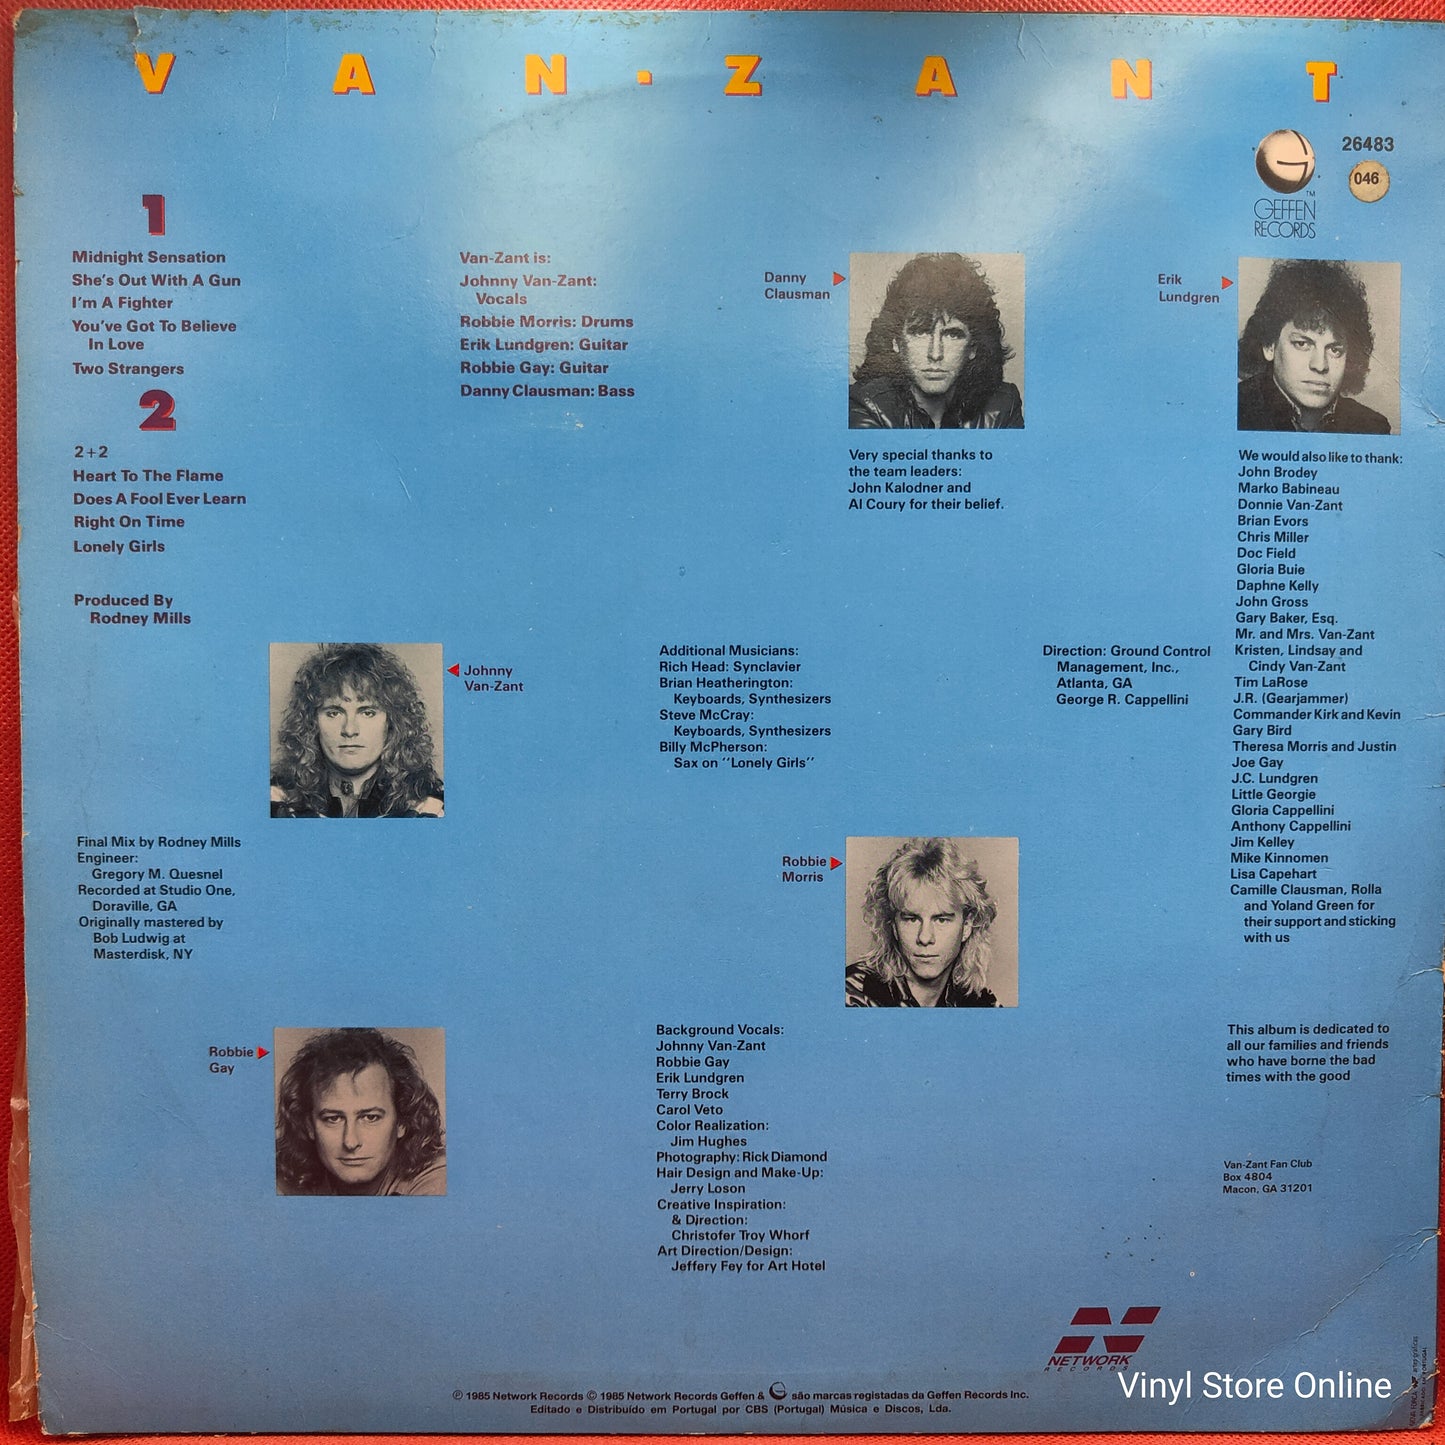 VAN-ZANT
GEFFEN
RECORDS
TM
26483
046
1
Midnight Sensation
She's Out With A Gun
I'm A Fighter
You've Got To Believe
In Love
Two Strangers
2
2+2
Heart To The Flame
Does A Fool Ever Learn
Right On Time
Lonely Girls
Produced By
Rodney Mills
Van-Zant is:
Johnny Van-Zant:
Vocals
Robbie Morris: Drums
Erik Lundgren: Guitar
Robbie Gay: Guitar
Danny Clausman: Bass
Danny
Clausman
Very special thanks to
the team leaders:
John Kalodner and
Al Coury for their belief.
Erik
Lundgren
We would also like to thank:
John Brodey
Marko Babineau
Donnie Van-Zant
Brian Evors
Chris Miller
Doc Field
Gloria Buie
Daphne Kelly
John Gross
Gary Baker, Esq.
Mr. and Mrs. Van-Zant
Kristen, Lindsay and
Cindy Van-Zant
Tim LaRose
J.R. (Gearjammer)
Commander Kirk and Kevin
Gary Bird
Theresa Morris and Justin
Joe Gay
J.C. Lundgren
Little Georgie
Gloria Cappellini
Anthony Cappellini
Jim Kelley
Mike Kinnomen
Lisa Capehart
Camille Clausman, Rolla
and Yoland Green for
their support and sticking
with us
Johnny
Van-Zant
Additional Musicians:
Rich Head: Synclavier
Brian Heatherington:
Keyboards, Synthesizers
Steve McCray:
Keyboards, Synthesizers
Billy McPherson:
Sax on "Lonely Girls"
Direction: Ground Control
Management, Inc.,
Atlanta, GA
George R. Cappellini
Final Mix by Rodney Mills
Engineer:
Gregory M. Quesnel
Recorded at Studio One,
Doraville, GA
Originally mastered by
Bob Ludwig at
Masterdisk, NY
Robbie
Morris
Robbie
Gay
Background Vocals:
Johnny Van-Zant
Robbie Gay
Erik Lundgren
Terry Brock
Carol Veto
Color Realization:
Jim Hughes
Photography: Rick Diamond
Hair Design and Make-Up:
Jerry Loson
Creative Inspiration:
& Direction:
Christofer Troy Whorf
Art Direction/Design:
Jeffery Fey for Art Hotel
This album is dedicated to
all our families and friends
who have borne the bad
times with the good
Van-Zant Fan Club
Box 4804
Macon, GA 31201
NETWORK
RECORDS
Vinyl Store Online
℗ 1985 Network Records © 1985 Network Records Geffen & G são marcas registadas da Geffen Records Inc.
Editado e Distribuído em Portugal por CBS (Portugal) Música e Discos, Lda.